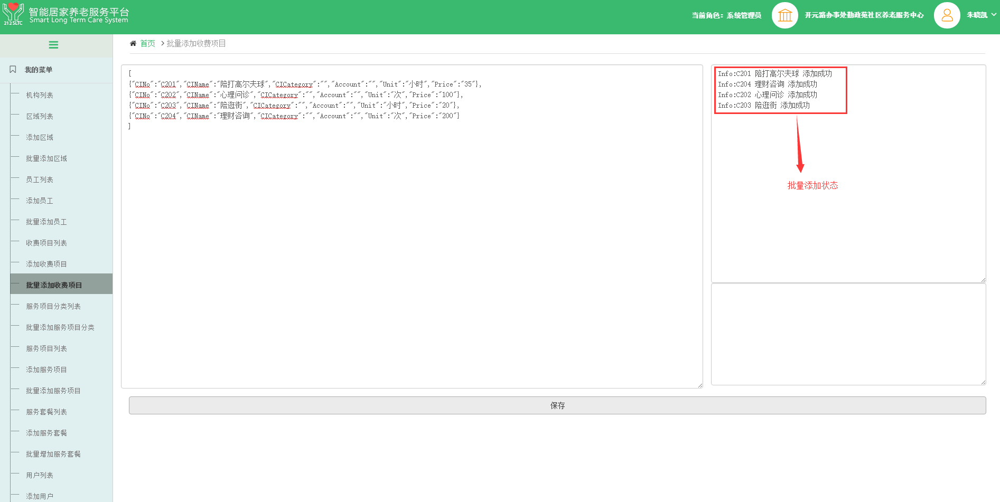 智能居家养老服务平台
Smart Long Term Care System
212SLTC
当前角色：系统管理员
开元路办事处勤政苑社区养老服务中心
朱晓凯
首页
批量添加收费项目
我的菜单
机构列表
区域列表
添加区域
批量添加区域
员工列表
添加员工
批量添加员工
收费项目列表
添加收费项目
批量添加收费项目
服务项目分类列表
批量添加服务项目分类
服务项目列表
添加服务项目
批量添加服务项目
服务套餐列表
添加服务套餐
批量增加服务套餐
用户列表
添加用户
[
{"CINo":"C201","CIName":"陪打高尔夫球","CICategory":"","Account":"","Unit":"小时","Price":"35"},
{"CINo":"C202","CIName":"心理问诊","CICategory":"","Account":"","Unit":"次","Price":"100"},
{"CINo":"C203","CIName":"陪逛街","CICategory":"","Account":"","Unit":"小时","Price":"20"},
{"CINo":"C204","CIName":"理财咨询","CICategory":"","Account":"","Unit":"次","Price":"200"}
]
Info:C201 陪打高尔夫球 添加成功
Info:C204 理财咨询 添加成功
Info:C202 心理问诊 添加成功
Info:C203 陪逛街 添加成功
批量添加状态
保存